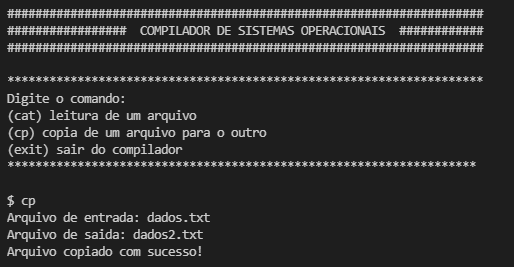 ####################################################################
#################  COMPILADOR DE SISTEMAS OPERACIONAIS  ############
####################################################################
********************************************************************
Digite o comando:
(cat) leitura de um arquivo
(cp) copia de um arquivo para o outro
(exit) sair do compilador
*******************************************************************
$ cp
Arquivo de entrada: dados.txt
Arquivo de saida: dados2.txt
Arquivo copiado com sucesso!